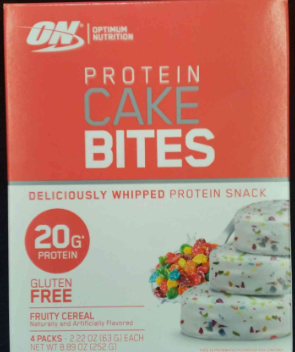 ON
OPTIMUM
NUTRITION
PROTEIN
CAKE
BITES
DELICIOUSLY WHIPPED PROTEIN SNACK
20G*
PROTEIN
GLUTEN
FREE
FRUITY CEREAL
Naturally and Artificially Flavored
4 PACKS - 2.22 OZ (63 G) EACH
NET WT 8.89 OZ (252 G)